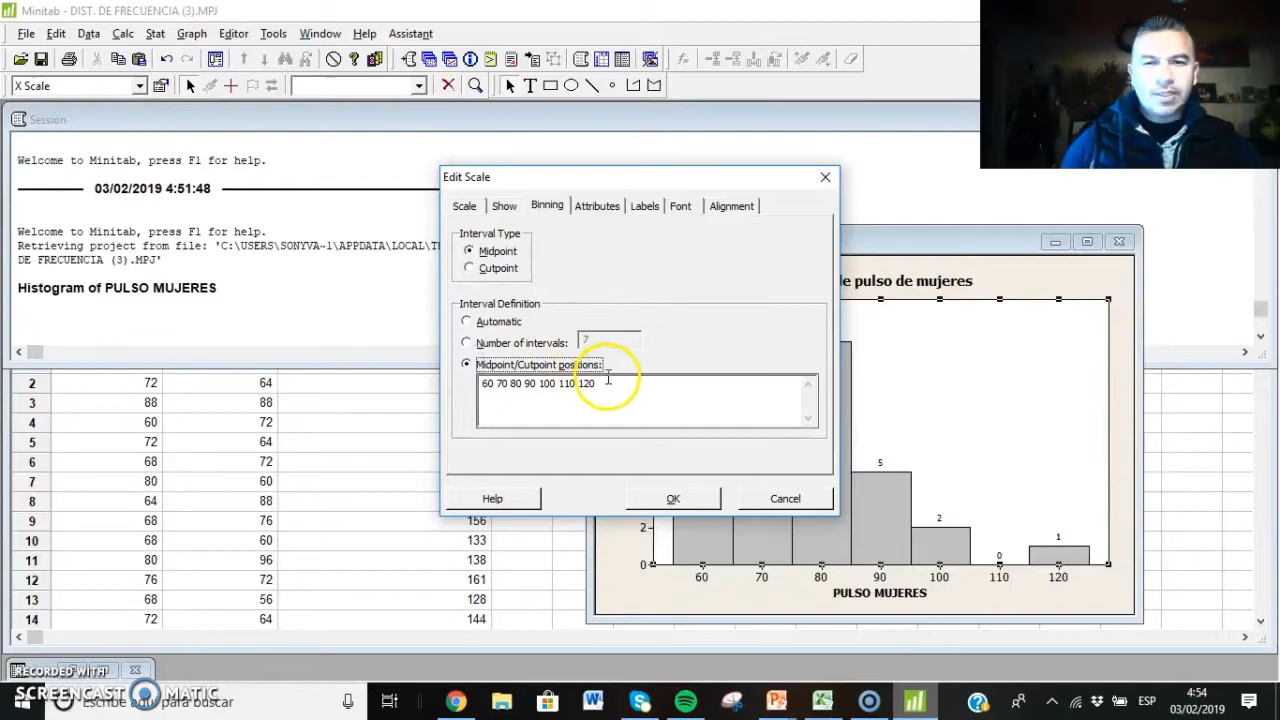 Minitab - DIST. DE FRECUENCIA (3).MPJ
File Edit Data Calc Stat Graph Editor Tools Window Help Assistant
X Scale
Session
Welcome to Minitab, press F1 for help.
03/02/2019 4:51:48
Welcome to Minitab, press F1 for help.
Retrieving project from file: 'C:\USERS\SONYVA~1\APPDATA\LOCAL\T
DE FRECUENCIA (3).MPJ'
Histogram of PULSO MUJERES
Edit Scale
Scale Show Binning Attributes Labels Font Alignment
Interval Type
Midpoint
Cutpoint
Interval Definition
Automatic
Number of intervals: 7
Midpoint/Cutpoint positions:
60 70 80 90 100 110 120
Help OK Cancel
de pulso de mujeres
5
2
0
1
2
0
60 70 80 90 100 110 120
PULSO MUJERES
2 72 64
3 88 88
4 60 72
5 72 64
6 68 72
7 80 60
8 64 88
9 68 76 156
10 68 60 133
11 80 96 138
12 76 72 161
13 68 56 128
14 72 64 144
RECORDED WITH
SCREENCAST MATIC
Escribe aquí para buscar
ESP
4:54
03/02/2019